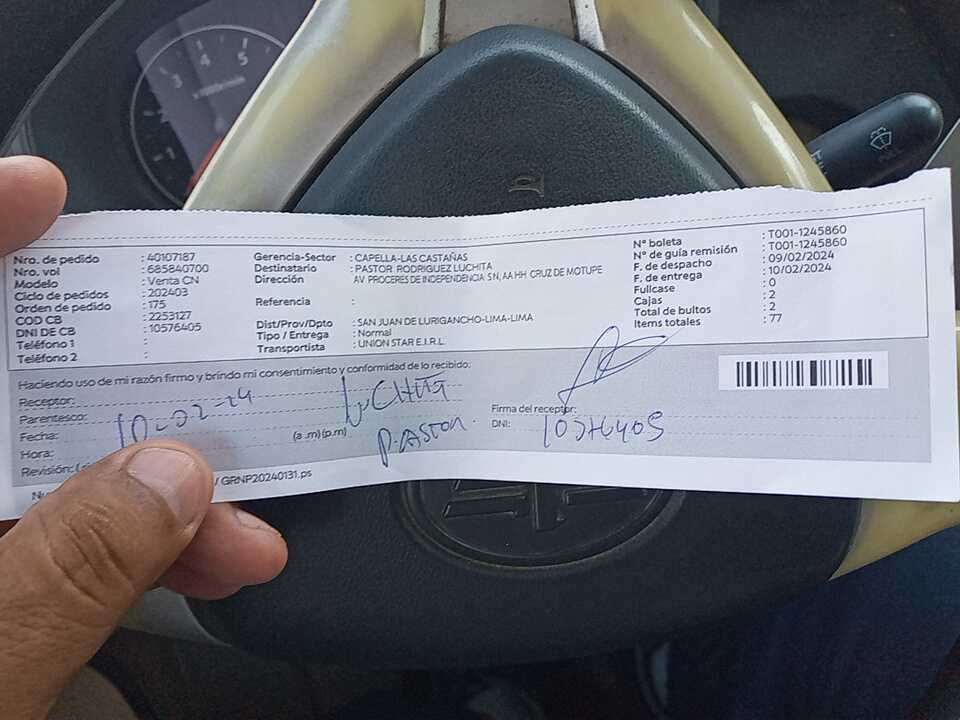 Nro. de pedido : 40107187
Nro. vol : 685840700
Modelo : Venta CN
Ciclo de pedidos : 202403
Orden de pedido : 175
COD CB : 2253127
DNI DE CB : 10576405
Teléfono 1 :
Teléfono 2 :
Gerencia-Sector : CAPELLA-LAS CASTAÑAS
Destinatario : PASTOR RODRIGUEZ LUCHITA
Dirección AV. PROCERES DE INDEPENDENCIA S N, AA HH CRUZ DE MOTUPE
Referencia :
Dist/Prov/Dpto : SAN JUAN DE LURIGANCHO-LIMA-LIMA
Tipo / Entrega : Normal
Transportista : UNION STAR E.I.R.L.
N° boleta : T001-1245860
N° de guía remisión : T001-1245860
F. de despacho : 09/02/2024
F. de entrega : 10/02/2024
Fullcase : 0
Cajas : 2
Total de bultos : 2
Items totales : 77
Haciendo uso de mi razón firmo y brindo mi consentimiento y conformidad de lo recibido:
Receptor: LUCHITA
Parentesco: PASTOR
Fecha: 10-02-24
Hora: (a .m) (p.m)
Revisión: (
Firma del receptor:
DNI: 10576405
/ GRNP20240131.ps
3 4 5